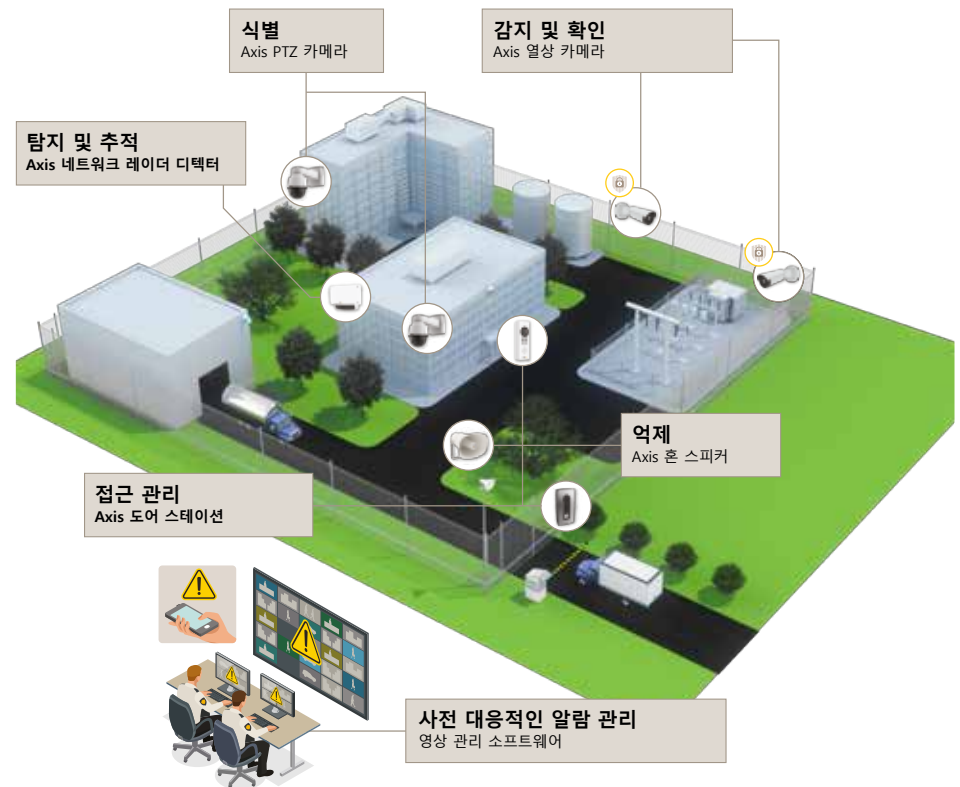 식별
Axis PTZ 카메라
감지 및 확인
Axis 열상 카메라
탐지 및 추적
Axis 네트워크 레이더 디텍터
억제
Axis 혼 스피커
접근 관리
Axis 도어 스테이션
사전 대응적인 알람 관리
영상 관리 소프트웨어